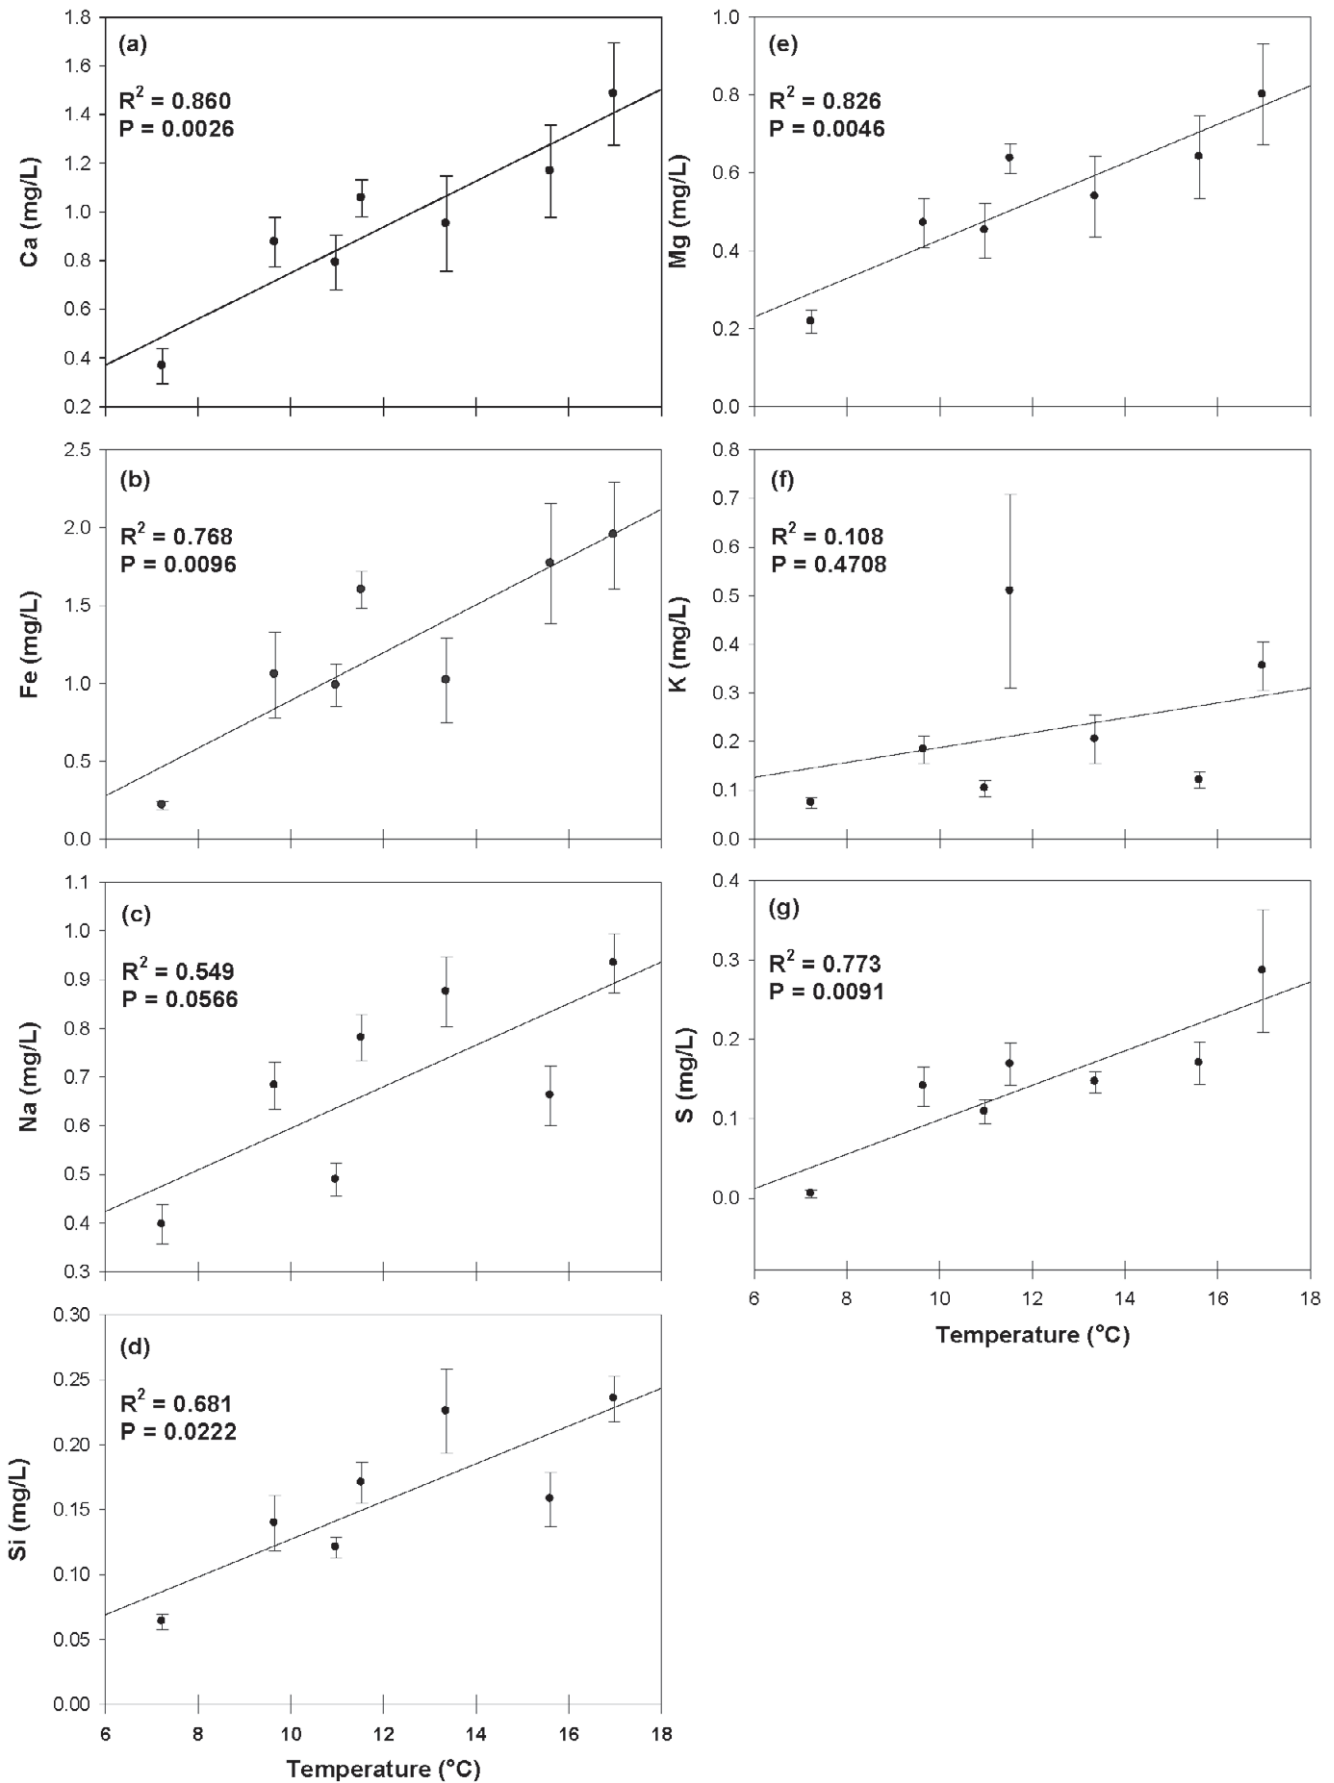 (a)
R² = 0.860
P = 0.0026
Ca (mg/L)
1.8
1.6
1.4
1.2
1.0
0.8
0.6
0.4
0.2
(b)
R² = 0.768
P = 0.0096
Fe (mg/L)
2.5
2.0
1.5
1.0
0.5
0.0
(c)
R² = 0.549
P = 0.0566
Na (mg/L)
1.1
1.0
0.9
0.8
0.7
0.6
0.5
0.4
0.3
(d)
R² = 0.681
P = 0.0222
Si (mg/L)
0.30
0.25
0.20
0.15
0.10
0.05
0.00
6 8 10 12 14 16 18
Temperature (°C)
(e)
R² = 0.826
P = 0.0046
Mg (mg/L)
1.0
0.8
0.6
0.4
0.2
0.0
(f)
R² = 0.108
P = 0.4708
K (mg/L)
0.8
0.7
0.6
0.5
0.4
0.3
0.2
0.1
0.0
(g)
R² = 0.773
P = 0.0091
S (mg/L)
0.4
0.3
0.2
0.1
0.0
6 8 10 12 14 16 18
Temperature (°C)